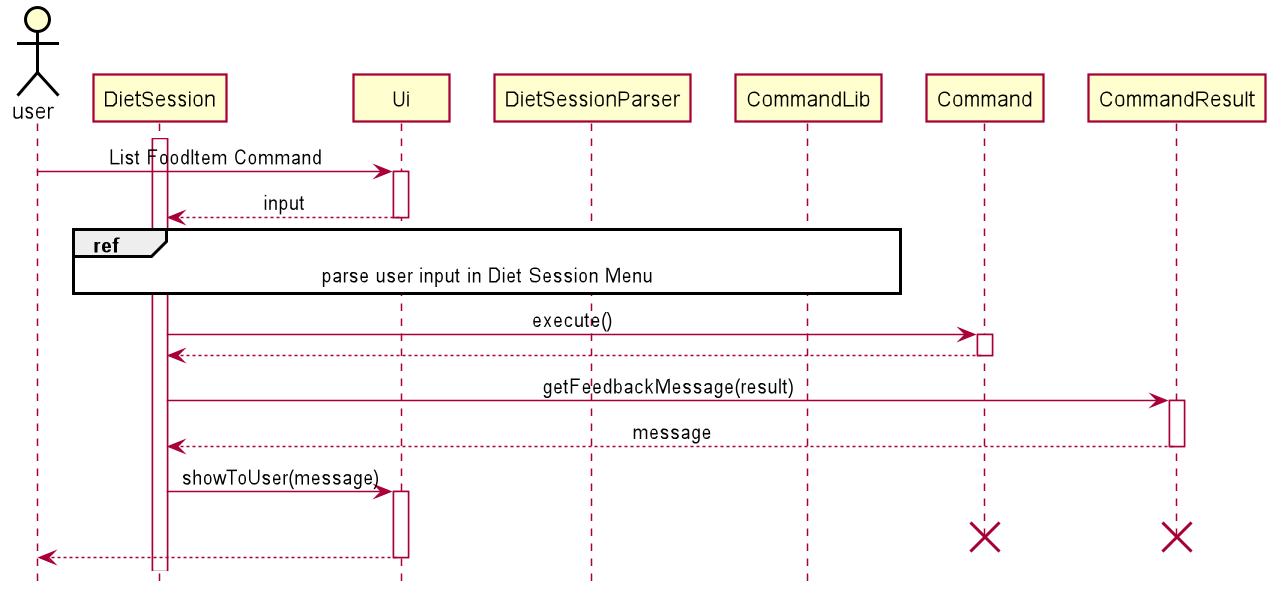 user
DietSession
Ui
DietSessionParser
CommandLib
Command
CommandResult
List FoodItem Command
input
ref
parse user input in Diet Session Menu
execute()
getFeedbackMessage(result)
message
showToUser(message)